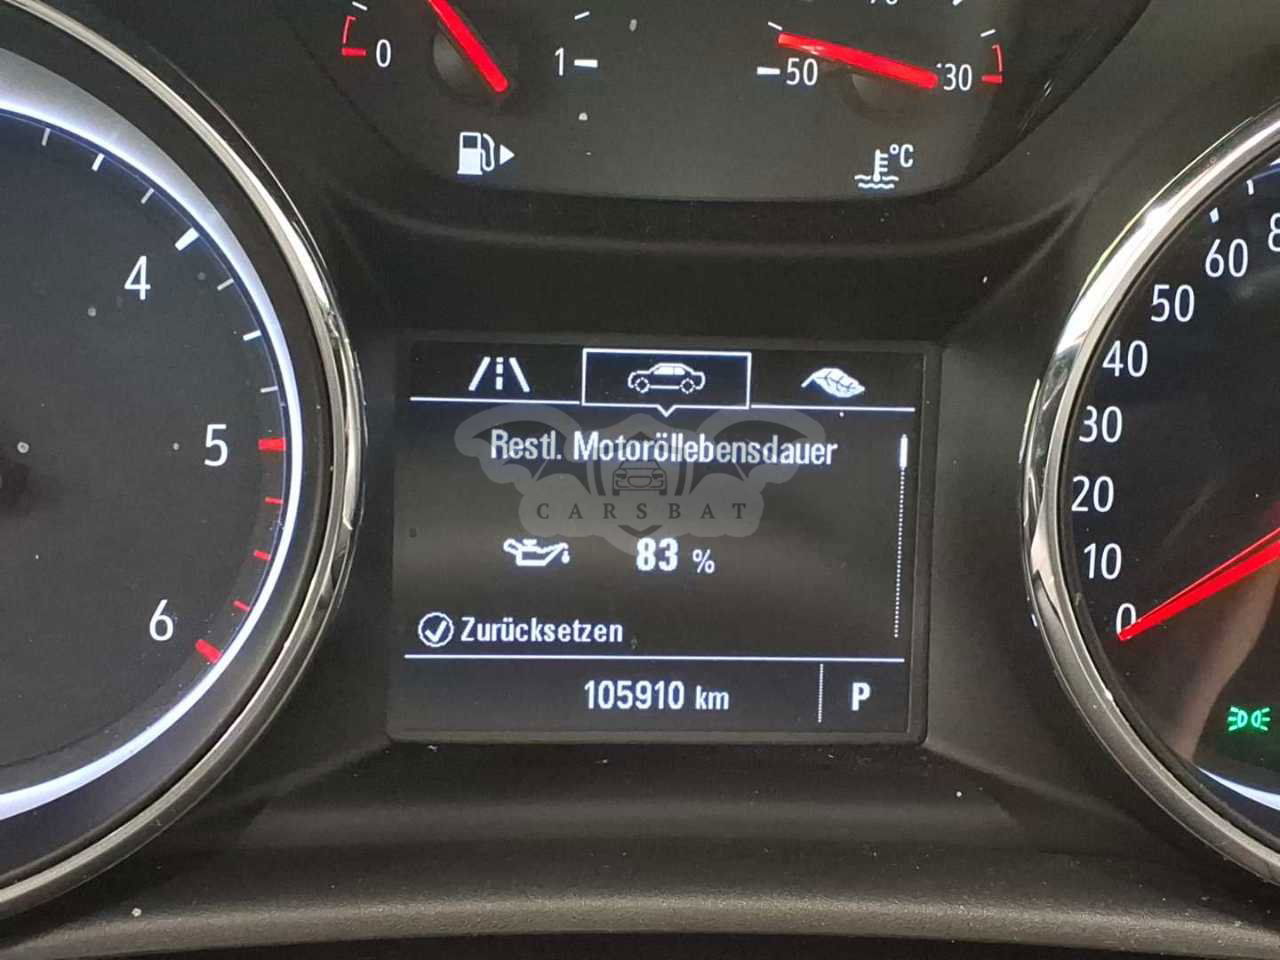 0 1 50 130
°C
4
5
6
80
60
50
40
30
20
10
0
Restl. Motoröllebensdauer
CARSBAT
83 %
Zurücksetzen
105910 km P